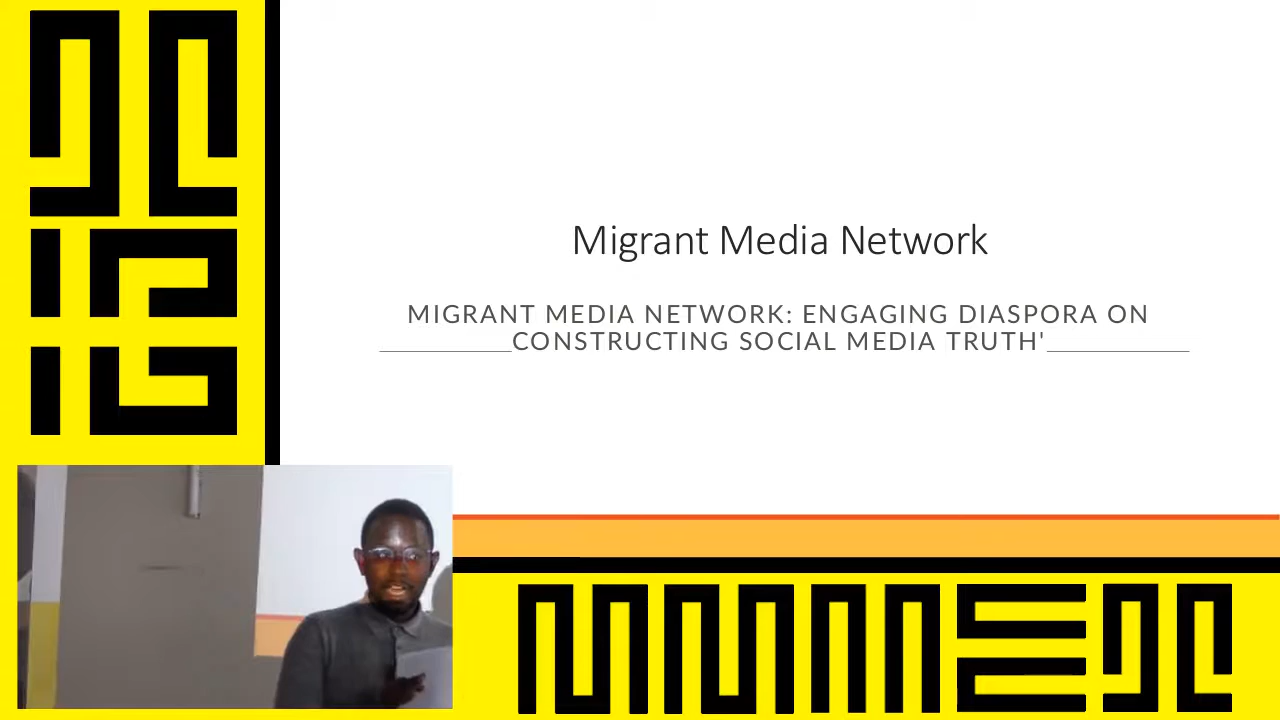 Migrant Media Network
MIGRANT MEDIA NETWORK: ENGAGING DIASPORA ON
CONSTRUCTING SOCIAL MEDIA TRUTH'